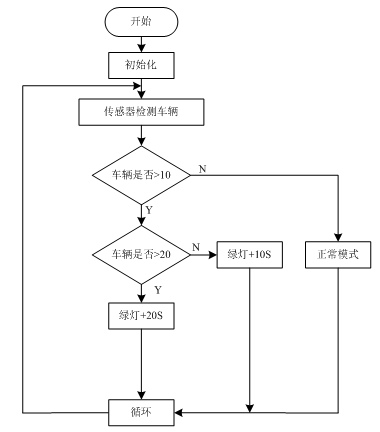 开始
初始化
传感器检测车辆
车辆是否>10
N
Y
车辆是否>20
N
绿灯+10S
正常模式
Y
绿灯+20S
循环